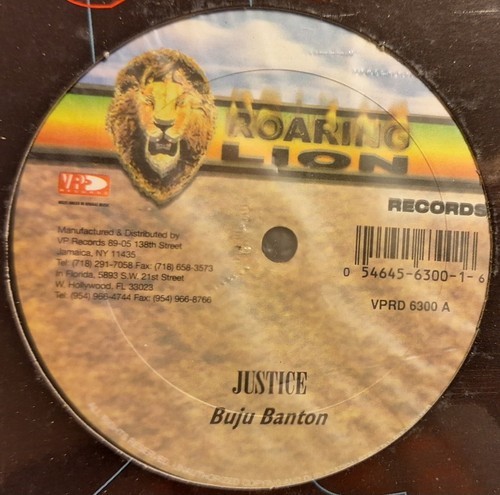 ROARING
LION
RECORDS
VP
RECORDS
Manufactured & Distributed by
VP Records 89-05 138th Street
Jamaica, NY 11435
Tel: (718) 291-7058 Fax: (718) 658-3573
In Florida, 5893 S.W. 21st Street
W. Hollywood, FL 33023
Tel. (954) 966-4744 Fax: (954) 966-8766
0 54645-6300-1-6
VPRD 6300 A
JUSTICE
Buju Banton